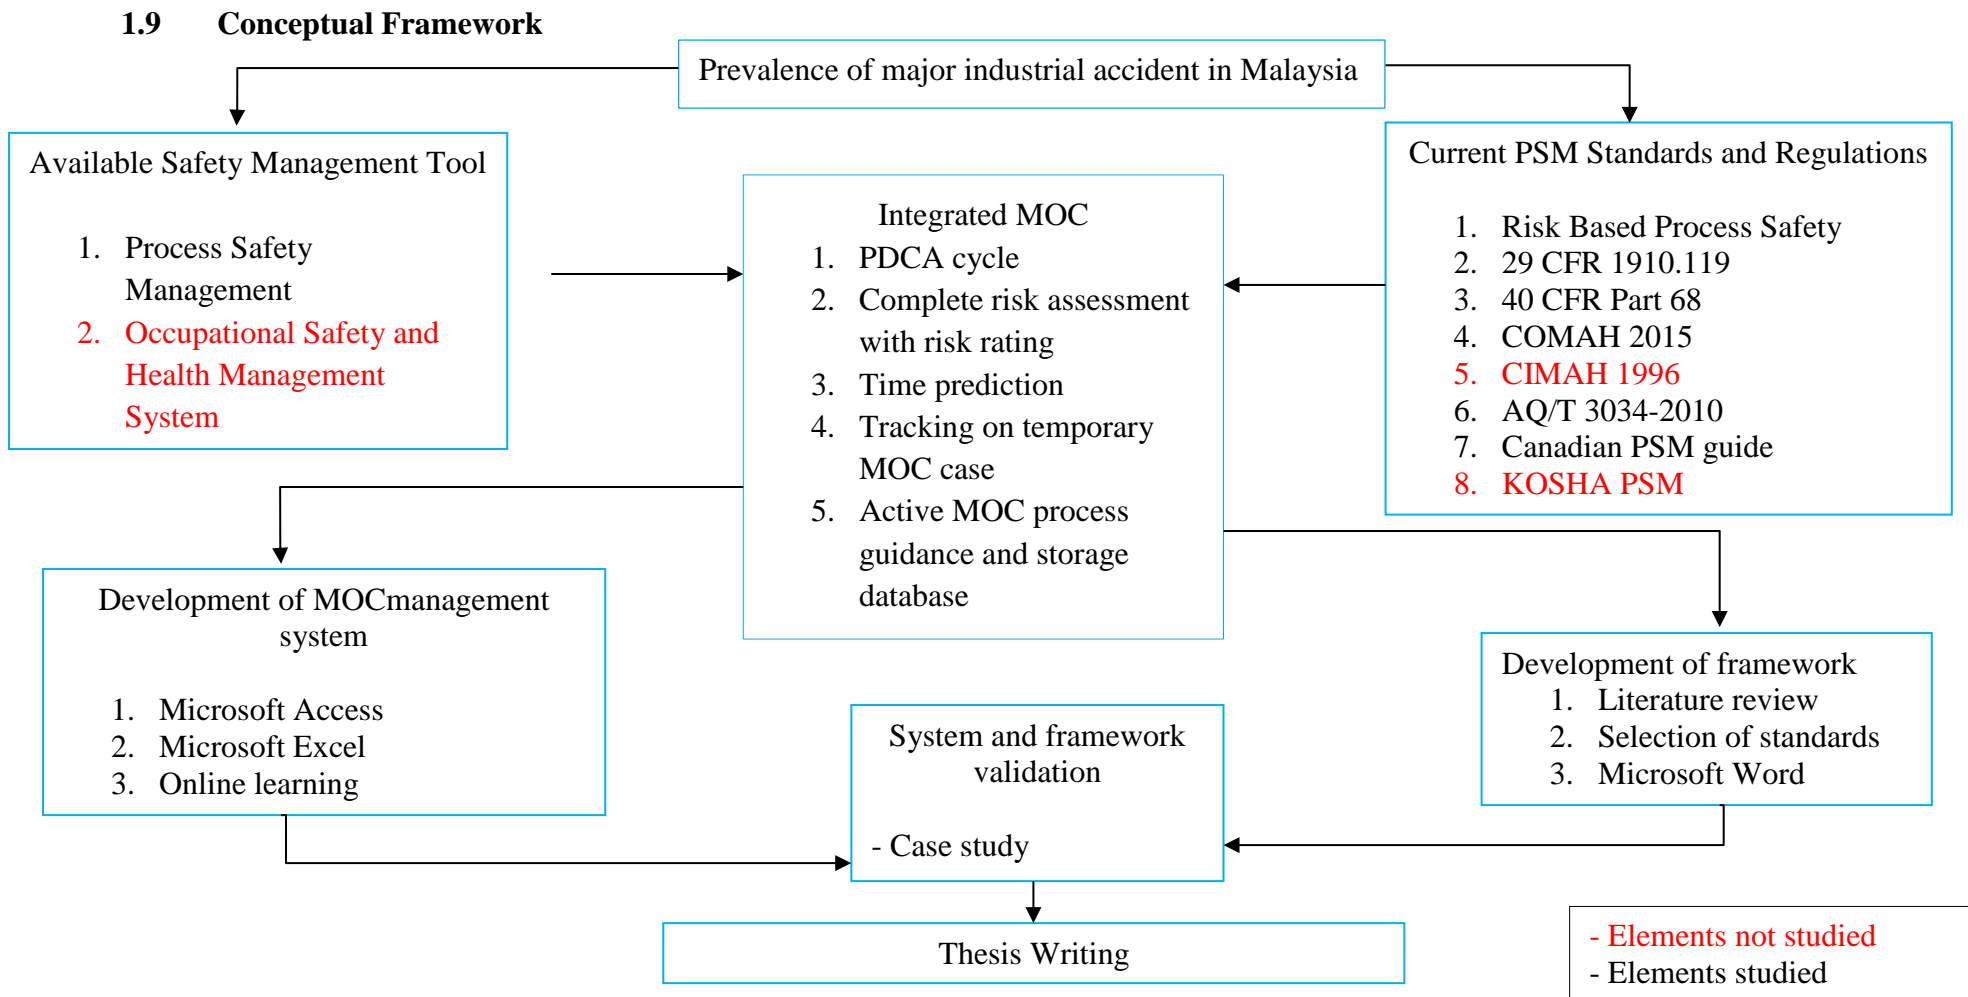 1.9 Conceptual Framework
Prevalence of major industrial accident in Malaysia
Available Safety Management Tool
1. Process Safety
Management
2. Occupational Safety and
Health Management
System
Integrated MOC
1. PDCA cycle
2. Complete risk assessment
with risk rating
3. Time prediction
4. Tracking on temporary
MOC case
5. Active MOC process
guidance and storage
database
Current PSM Standards and Regulations
1. Risk Based Process Safety
2. 29 CFR 1910.119
3. 40 CFR Part 68
4. COMAH 2015
5. CIMAH 1996
6. AQ/T 3034-2010
7. Canadian PSM guide
8. KOSHA PSM
Development of MOCmanagement
system
1. Microsoft Access
2. Microsoft Excel
3. Online learning
System and framework
validation
- Case study
Development of framework
1. Literature review
2. Selection of standards
3. Microsoft Word
Thesis Writing
- Elements not studied
- Elements studied